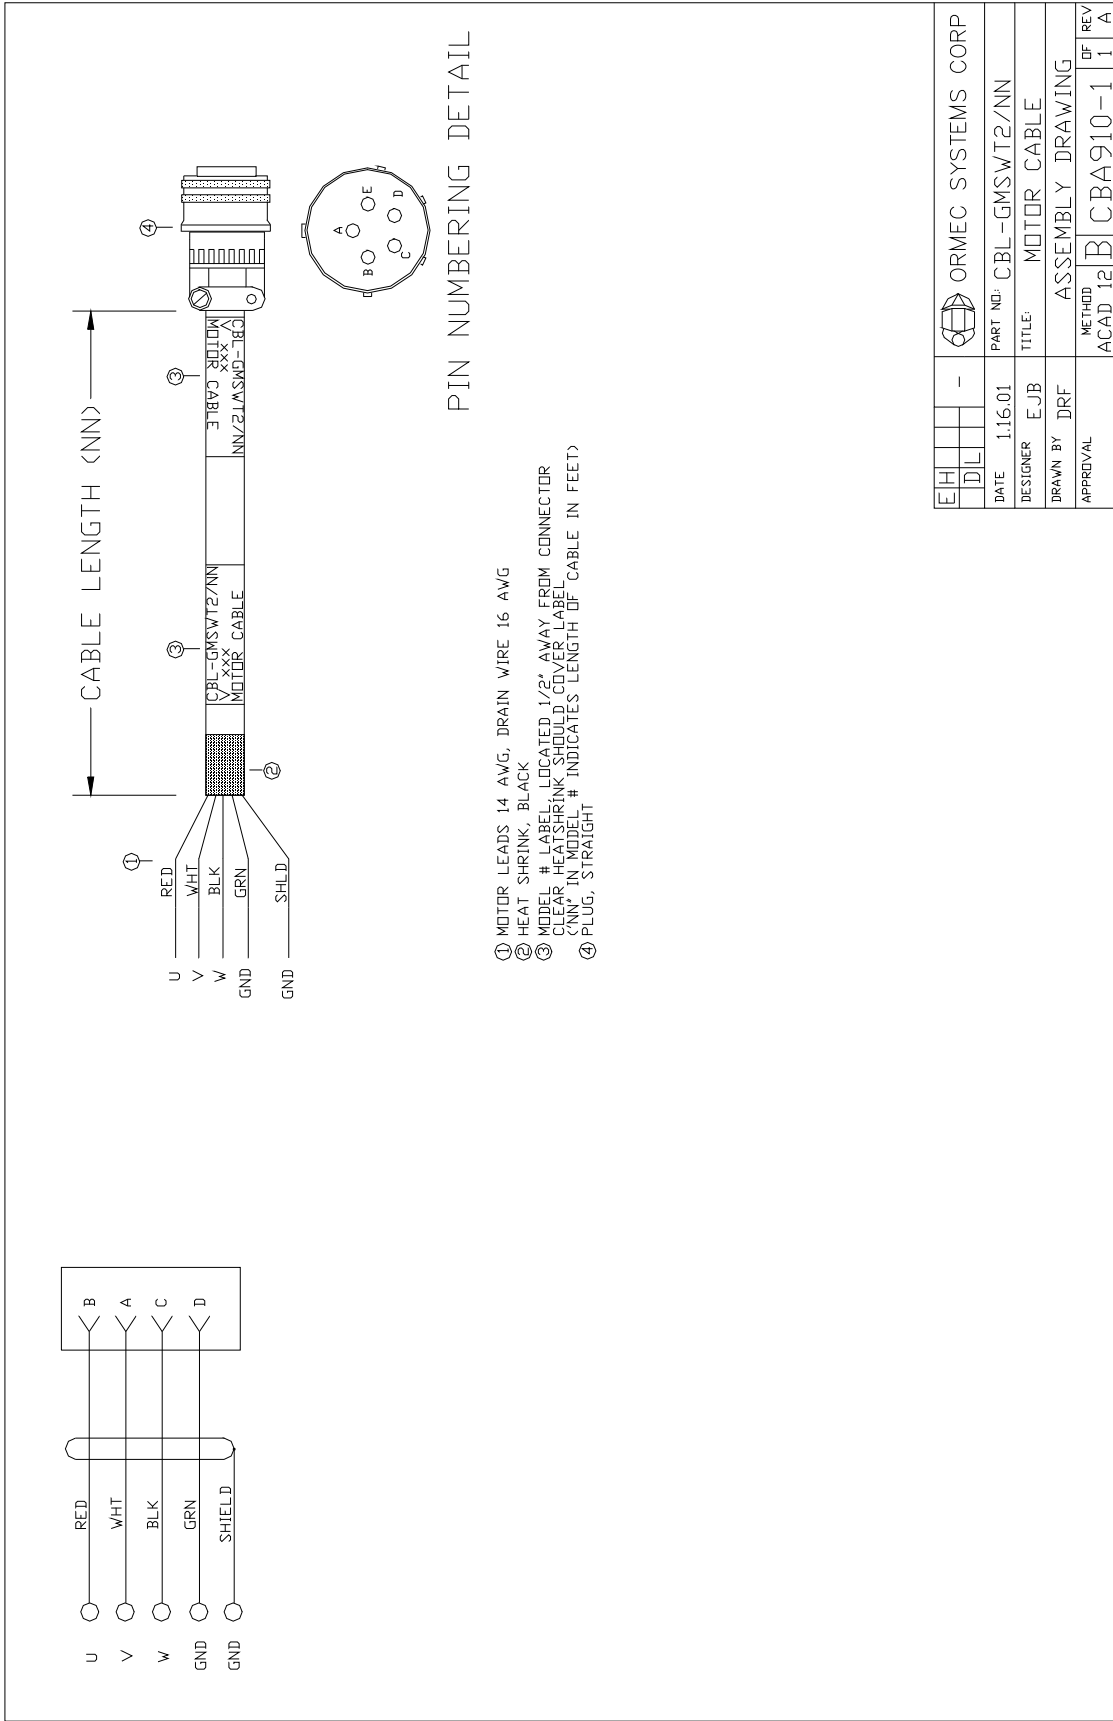 CABLE LENGTH (NN)
1
RED
WHT
BLK
GRN
SHLD
U
V
W
GND
GND
2
3
CBL-GMSWT2/NN
V xxx
MOTOR CABLE
3
CBL-GMSWT2/NN
V xxx
MOTOR CABLE
4
A
B
C
D
E
PIN NUMBERING DETAIL
1 MOTOR LEADS 14 AWG, DRAIN WIRE 16 AWG
2 HEAT SHRINK, BLACK
3 MODEL # LABEL, LOCATED 1/2" AWAY FROM CONNECTOR
CLEAR HEATSHRINK SHOULD COVER LABEL
("NN" IN MODEL # INDICATES LENGTH OF CABLE IN FEET)
4 PLUG, STRAIGHT
U RED B
V WHT A
W BLK C
GND GRN D
GND SHIELD
EH
DL
-
ORMEC SYSTEMS CORP
DATE 1.16.01
PART NO.: CBL-GMSWT2/NN
DESIGNER EJB
TITLE: MOTOR CABLE
DRAWN BY DRF
ASSEMBLY DRAWING
APPROVAL
METHOD
ACAD 12
B
CBA910-1
OF
1
REV
A